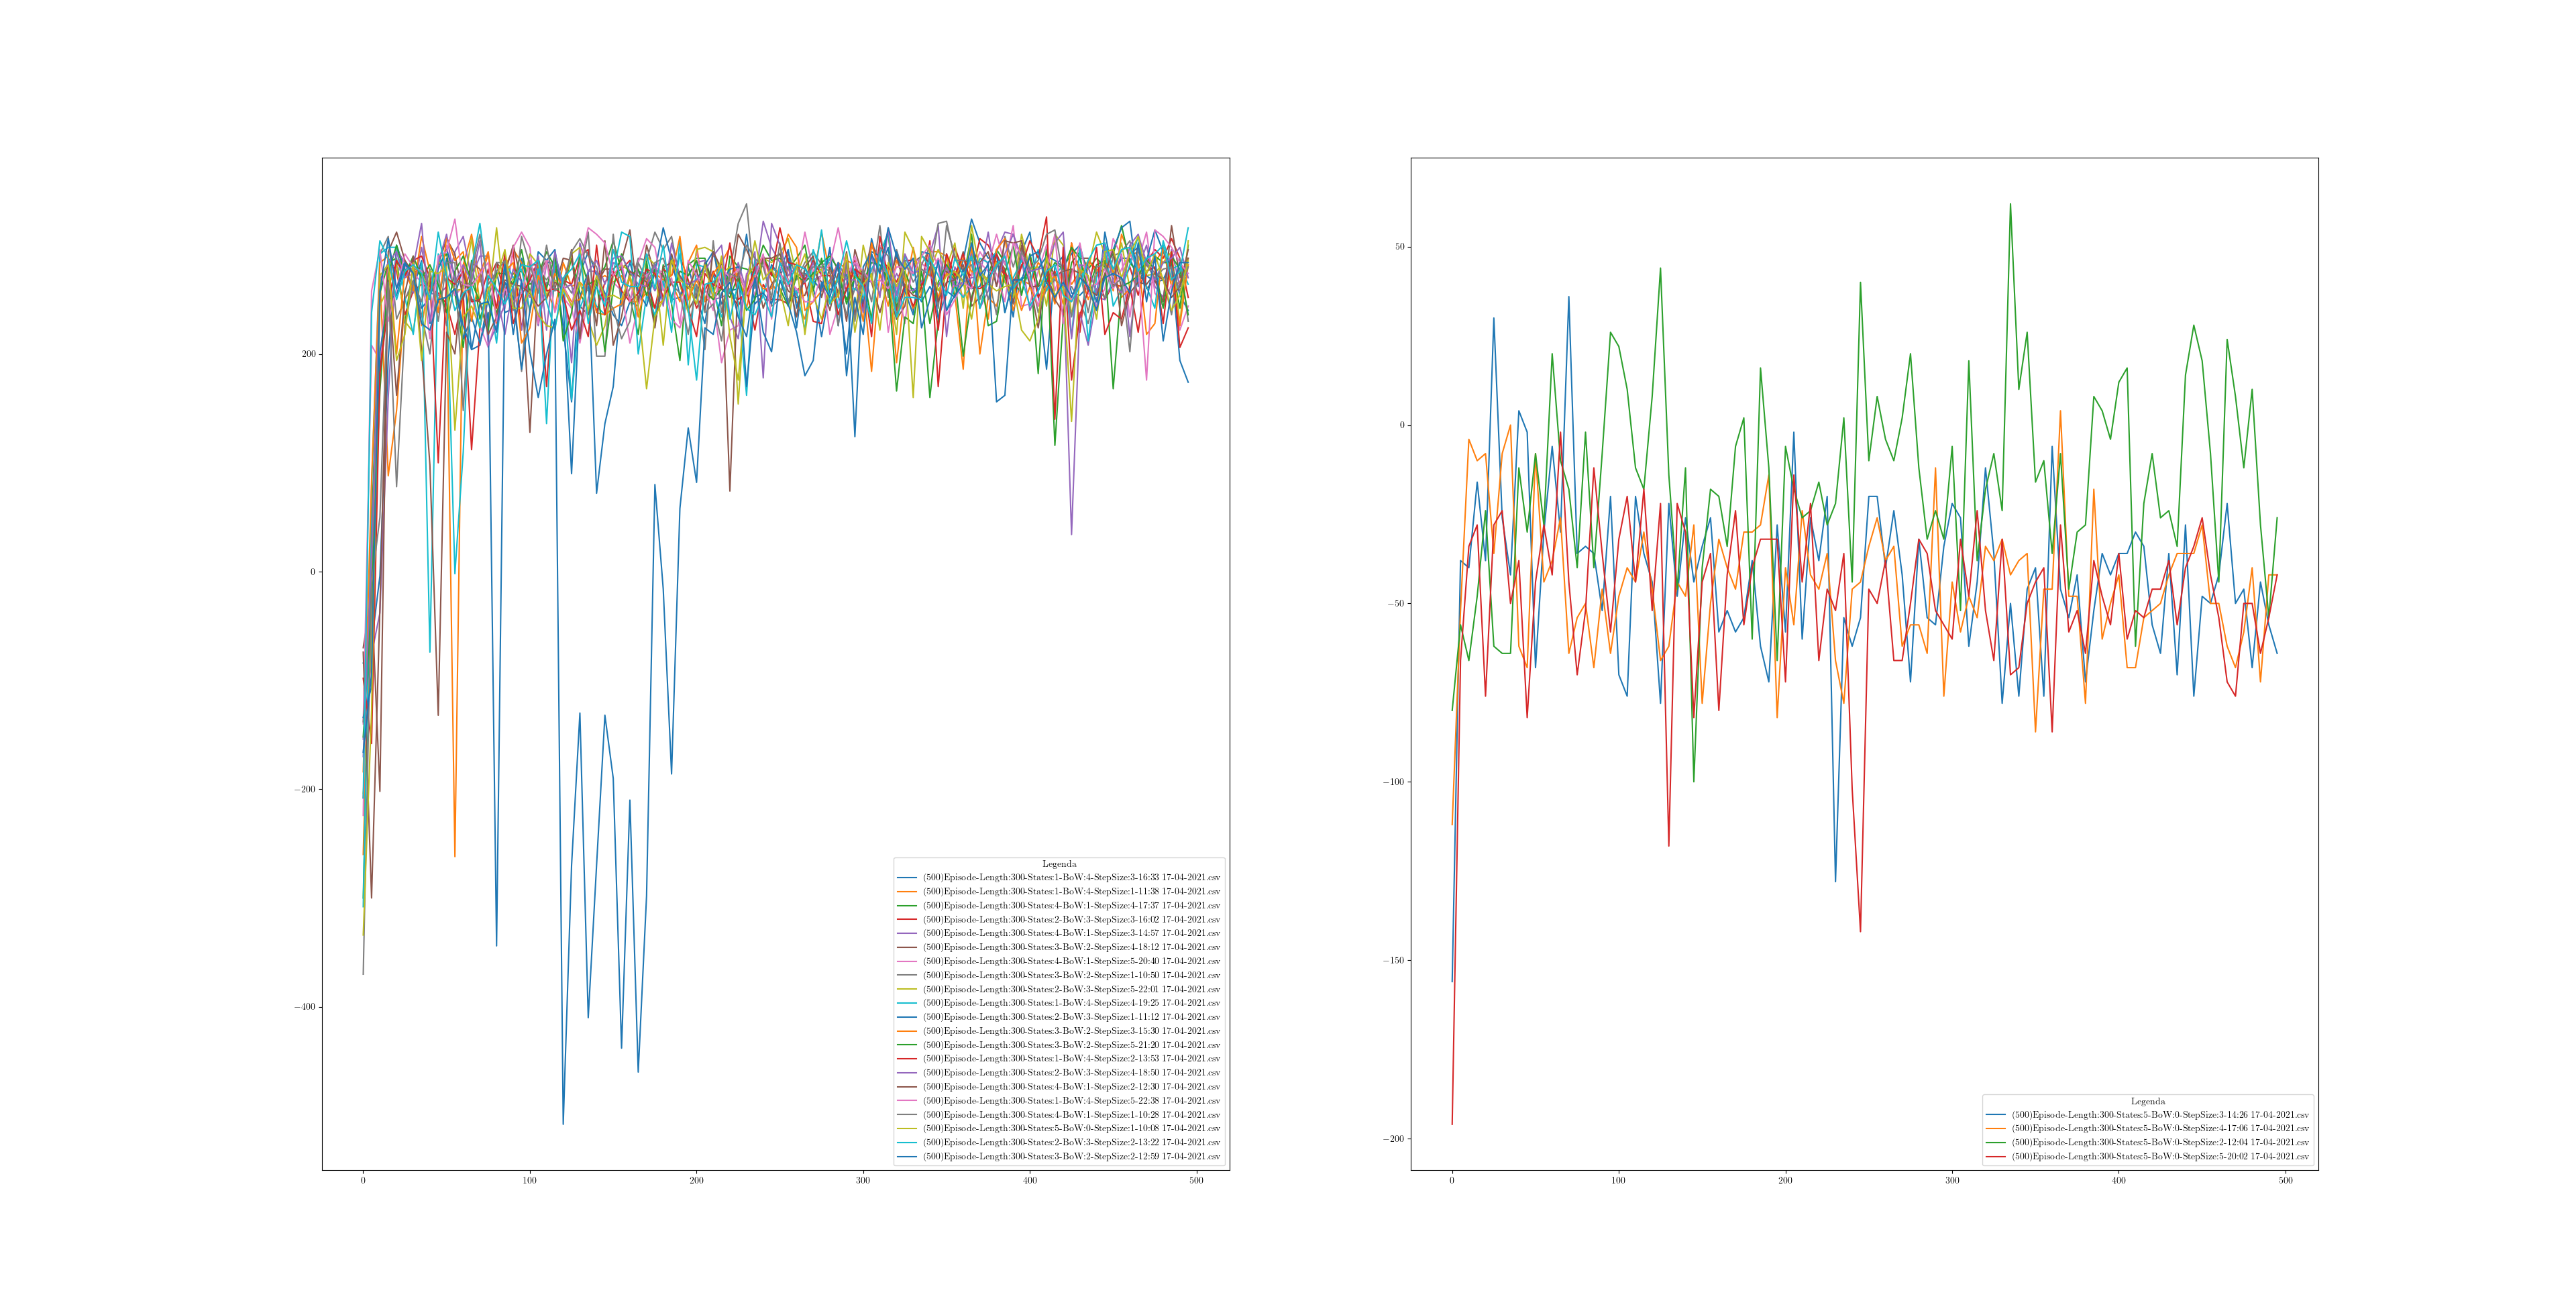 200
0
−200
−400
0
100
200
300
400
500
Legenda
(500)Episode-Length:300-States:1-BoW:4-StepSize:3-16:33 17-04-2021.csv
(500)Episode-Length:300-States:1-BoW:4-StepSize:1-11:38 17-04-2021.csv
(500)Episode-Length:300-States:4-BoW:1-StepSize:4-17:37 17-04-2021.csv
(500)Episode-Length:300-States:2-BoW:3-StepSize:3-16:02 17-04-2021.csv
(500)Episode-Length:300-States:4-BoW:1-StepSize:3-14:57 17-04-2021.csv
(500)Episode-Length:300-States:3-BoW:2-StepSize:4-18:12 17-04-2021.csv
(500)Episode-Length:300-States:4-BoW:1-StepSize:5-20:40 17-04-2021.csv
(500)Episode-Length:300-States:3-BoW:2-StepSize:1-10:50 17-04-2021.csv
(500)Episode-Length:300-States:2-BoW:3-StepSize:5-22:01 17-04-2021.csv
(500)Episode-Length:300-States:1-BoW:4-StepSize:4-19:25 17-04-2021.csv
(500)Episode-Length:300-States:2-BoW:3-StepSize:1-11:12 17-04-2021.csv
(500)Episode-Length:300-States:3-BoW:2-StepSize:3-15:30 17-04-2021.csv
(500)Episode-Length:300-States:3-BoW:2-StepSize:5-21:20 17-04-2021.csv
(500)Episode-Length:300-States:1-BoW:4-StepSize:2-13:53 17-04-2021.csv
(500)Episode-Length:300-States:2-BoW:3-StepSize:4-18:50 17-04-2021.csv
(500)Episode-Length:300-States:4-BoW:1-StepSize:2-12:30 17-04-2021.csv
(500)Episode-Length:300-States:1-BoW:4-StepSize:5-22:38 17-04-2021.csv
(500)Episode-Length:300-States:4-BoW:1-StepSize:1-10:28 17-04-2021.csv
(500)Episode-Length:300-States:5-BoW:0-StepSize:1-10:08 17-04-2021.csv
(500)Episode-Length:300-States:2-BoW:3-StepSize:2-13:22 17-04-2021.csv
(500)Episode-Length:300-States:3-BoW:2-StepSize:2-12:59 17-04-2021.csv
50
0
−50
−100
−150
−200
0
100
200
300
400
500
Legenda
(500)Episode-Length:300-States:5-BoW:0-StepSize:3-14:26 17-04-2021.csv
(500)Episode-Length:300-States:5-BoW:0-StepSize:4-17:06 17-04-2021.csv
(500)Episode-Length:300-States:5-BoW:0-StepSize:2-12:04 17-04-2021.csv
(500)Episode-Length:300-States:5-BoW:0-StepSize:5-20:02 17-04-2021.csv